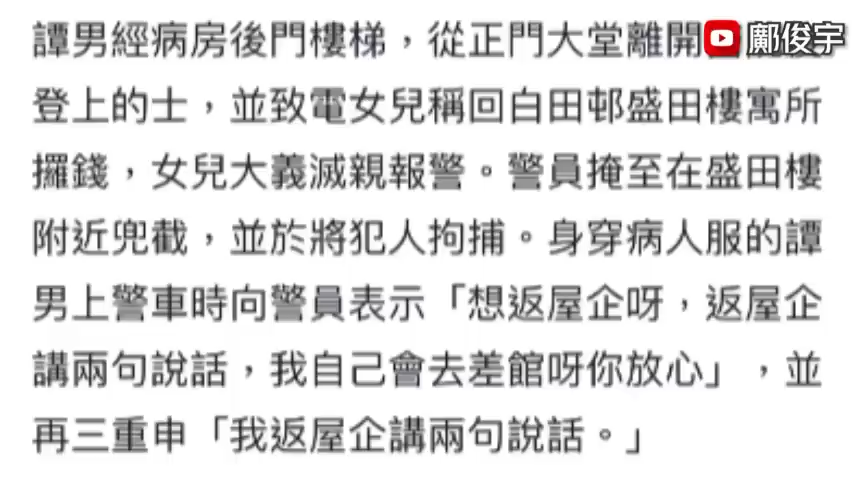 譚男經病房後門樓梯，從正門大堂離開
鄺俊宇
登上的士，並致電女兒稱回白田邨盛田樓寓所
攞錢，女兒大義滅親報警。警員掩至在盛田樓
附近兜截，並於將犯人拘捕。身穿病人服的譚
男上警車時向警員表示「想返屋企呀，返屋企
講兩句說話，我自己會去差館呀你放心」，並
再三重申「我返屋企講兩句說話。」